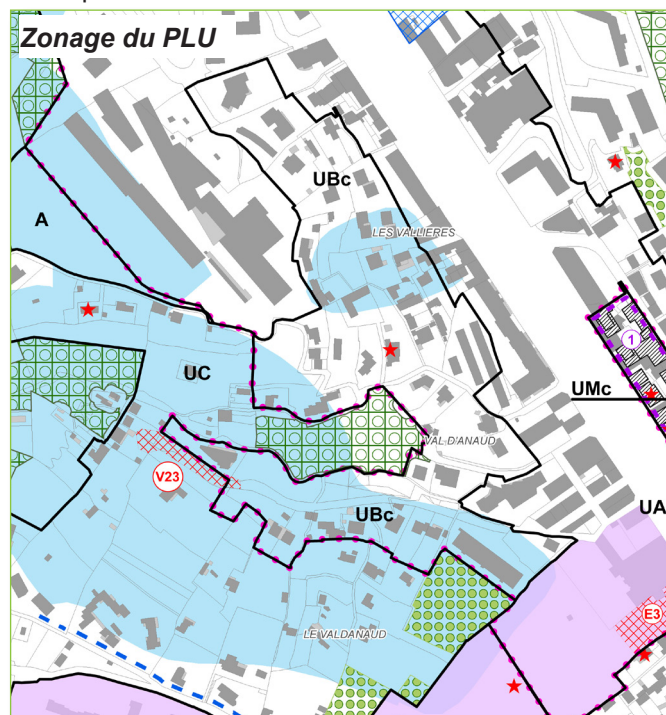 Zonage du PLU
UBc
A
LES VALLIERES
1
UC
UMc
VAL D'ANAUD
V23
UBc
UA
E3
LE VALDANAUD